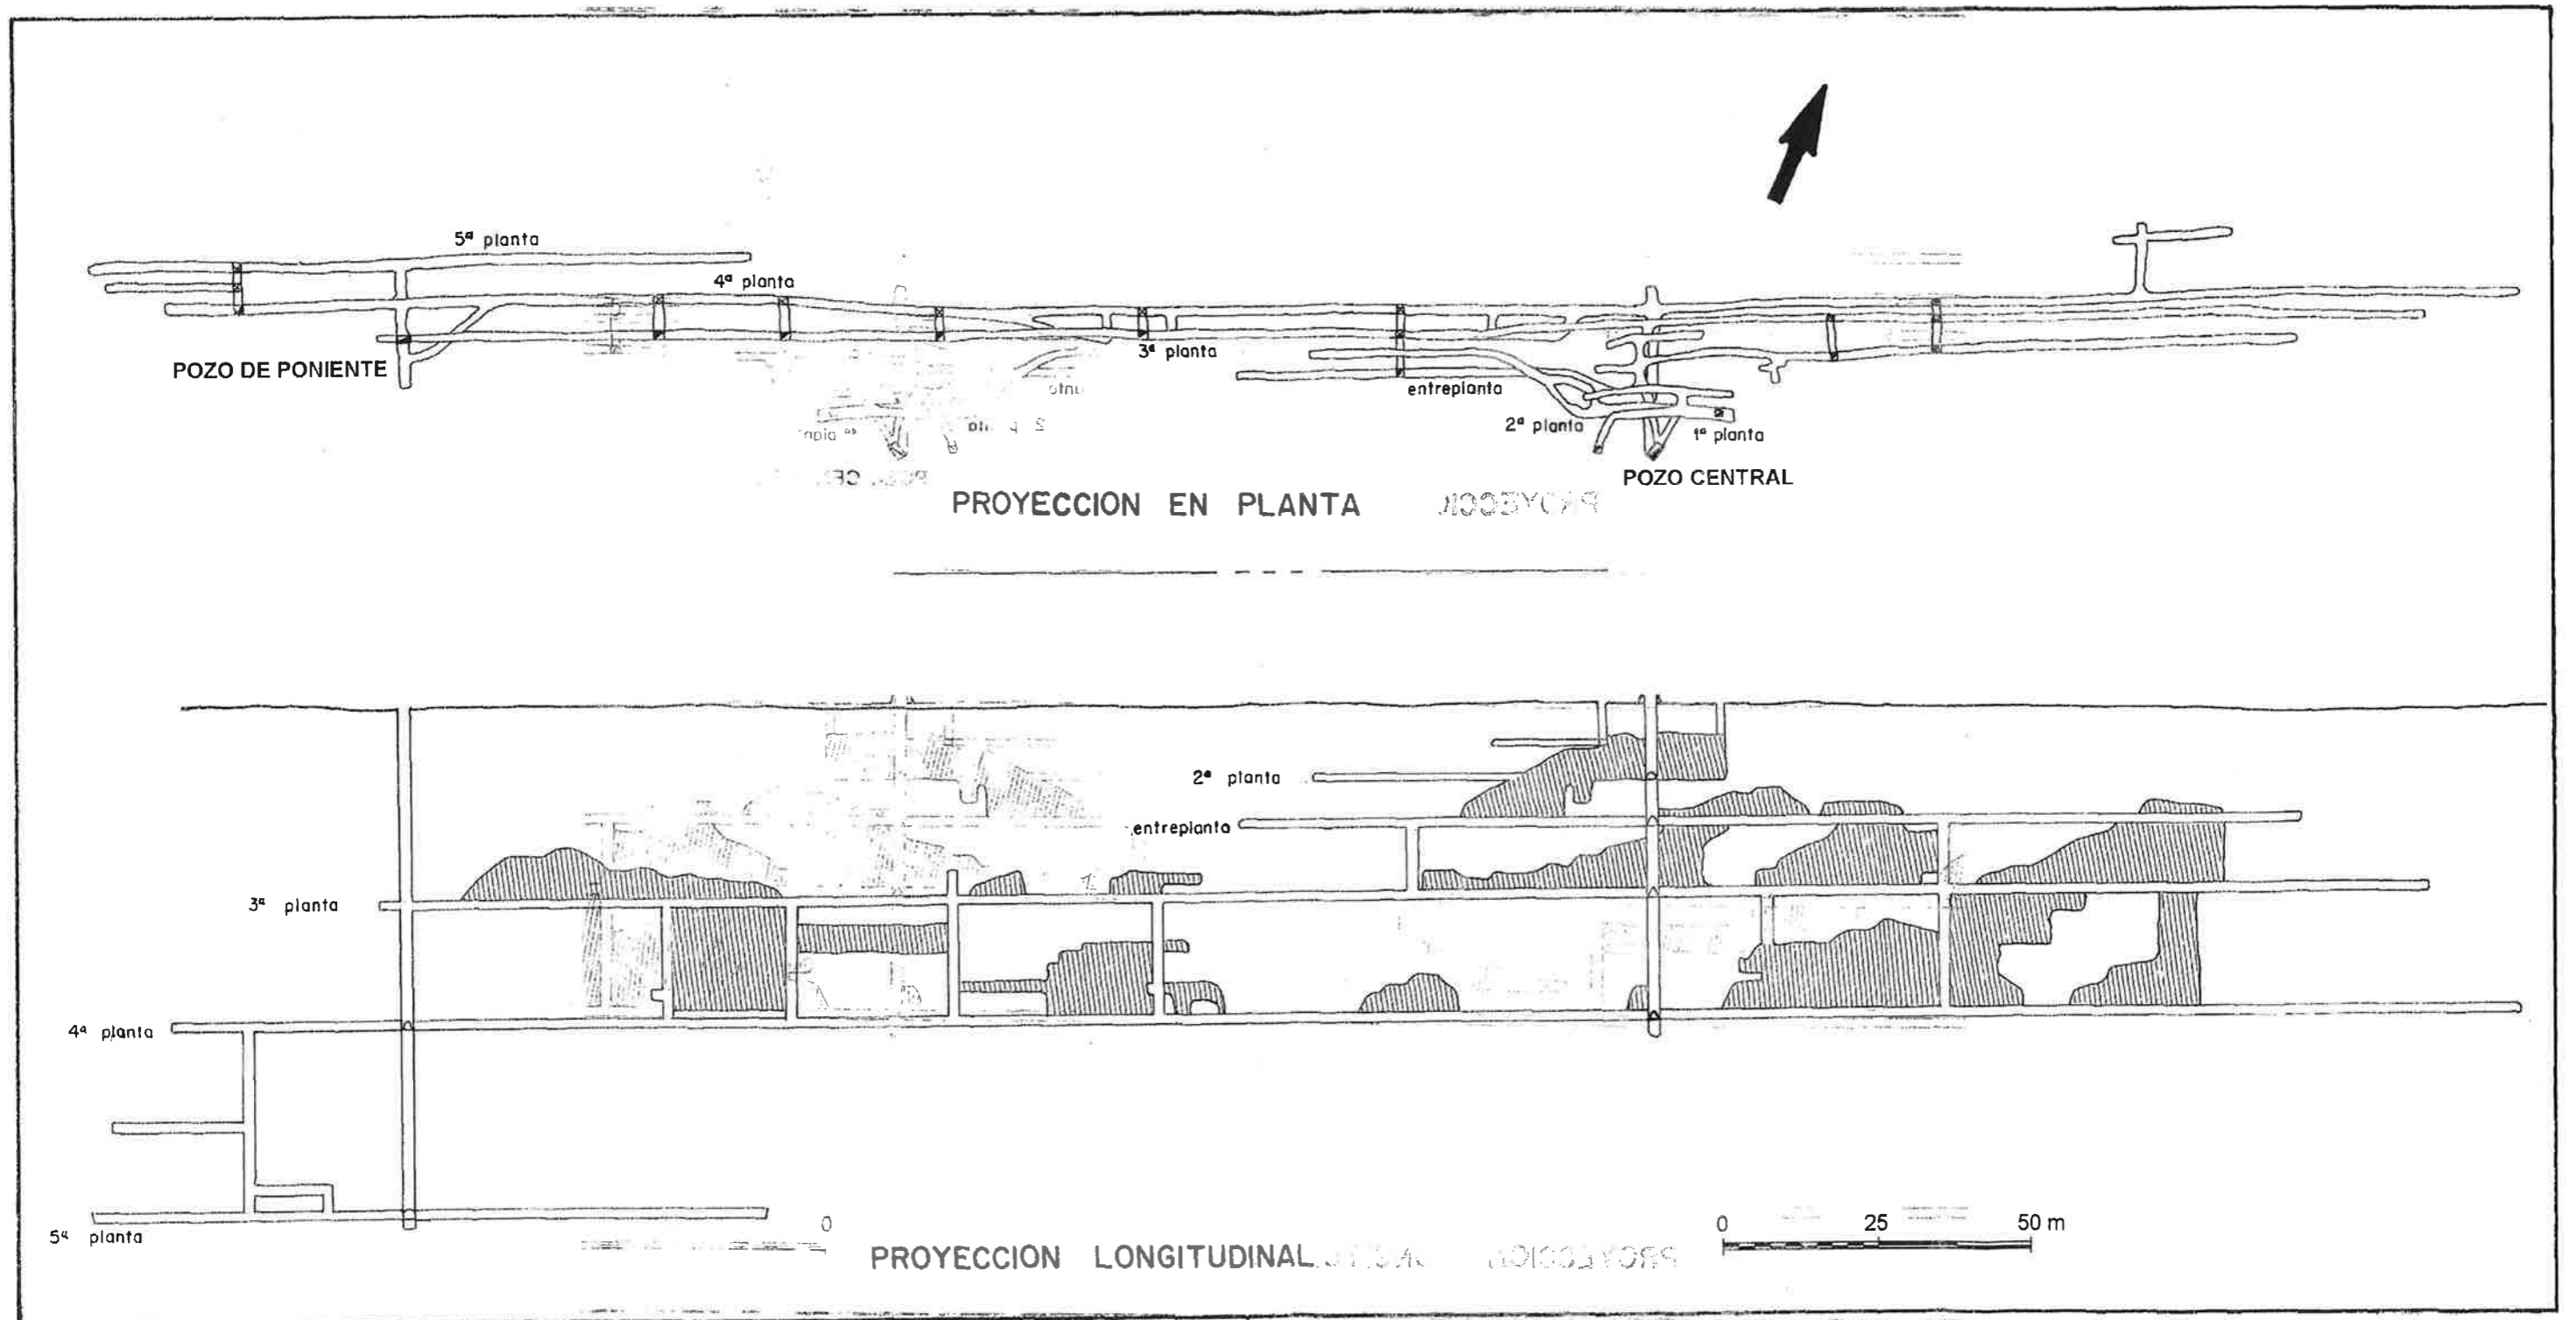 5ª planta
4ª planta
3ª planta
POZO DE PONIENTE
entreplanta
2ª planta
1ª planta
POZO CENTRAL
PROYECCION EN PLANTA
2ª planta
entreplanta
3ª planta
4ª planta
5ª planta
0
0 25 50 m
PROYECCION LONGITUDINAL